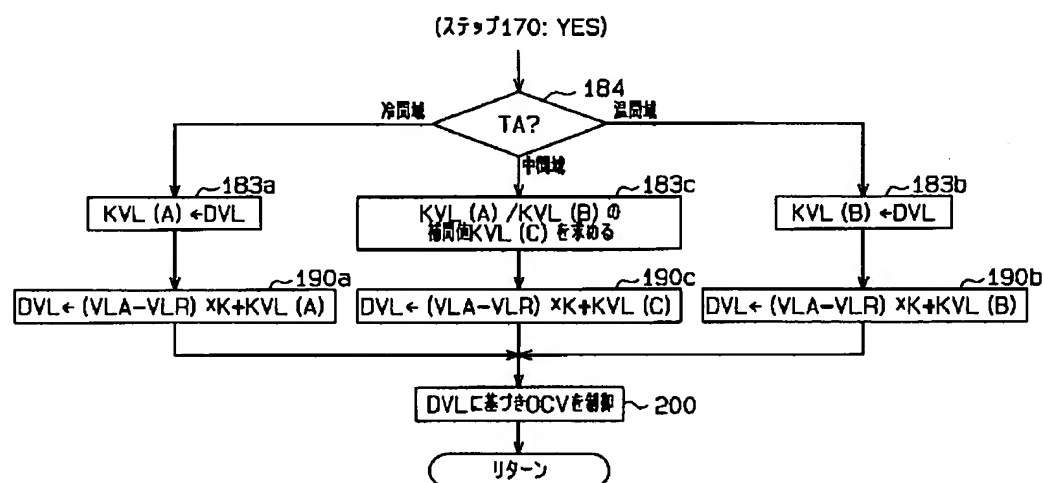 (ステップ170: YES)
184
冷間域
TA?
温間域
中間域
183a
KVL (A) ←DVL
183c
KVL (A) /KVL (B) の
補間値KVL (C) を求める
183b
KVL (B) ←DVL
190a
DVL← (VLA-VLR) ×K+KVL (A)
190c
DVL← (VLA-VLR) ×K+KVL (C)
190b
DVL← (VLA-VLR) ×K+KVL (B)
DVLに基づきOCVを制御
200
リターン